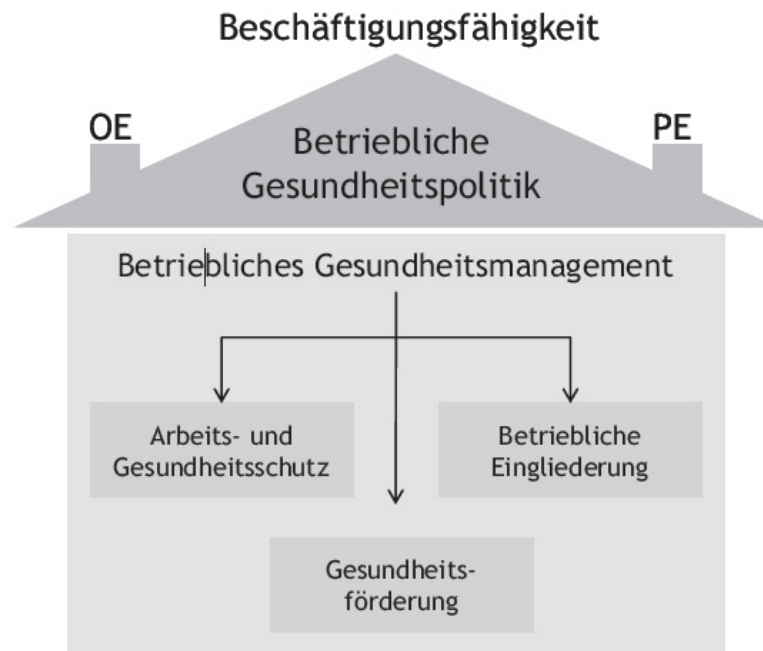 Beschäftigungsfähigkeit
OE
PE
Betriebliche
Gesundheitspolitik
Betriebliches Gesundheitsmanagement
Arbeits- und
Gesundheitsschutz
Betriebliche
Eingliederung
Gesundheits-
förderung